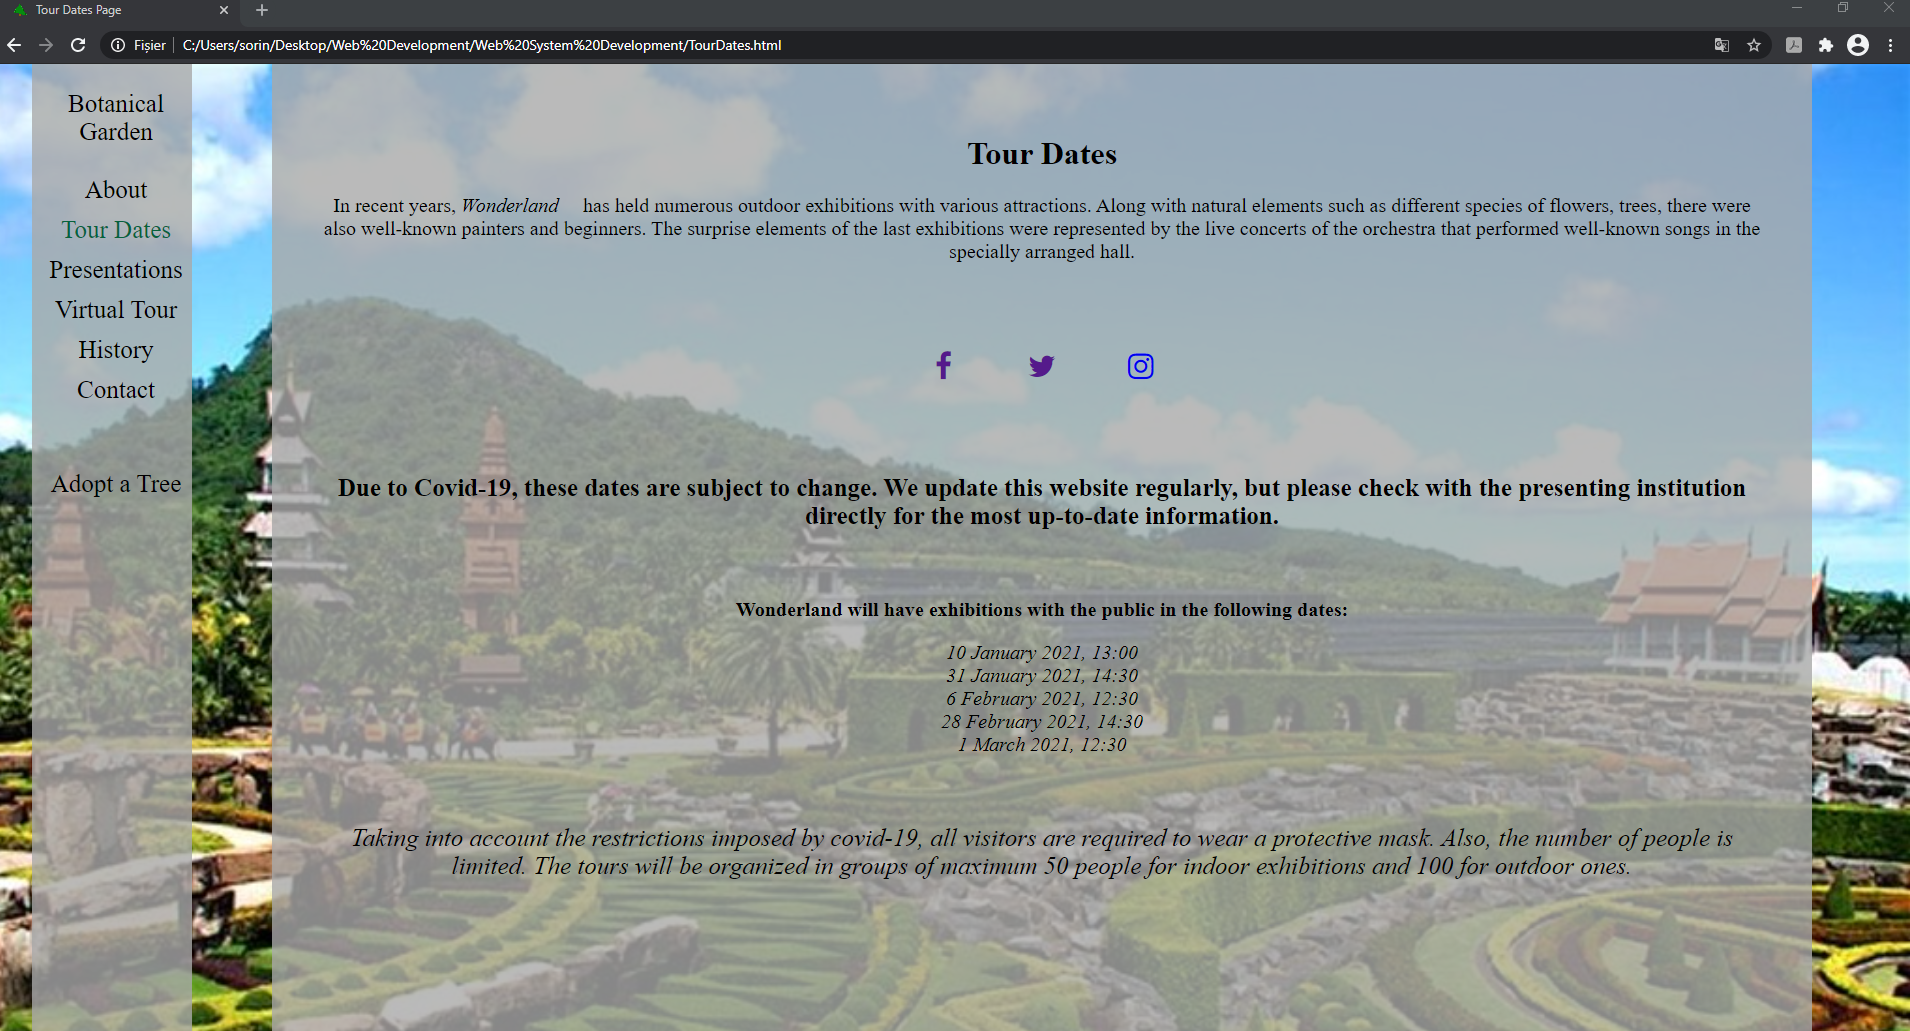 Tour Dates Page
Fișier
C:/Users/sorin/Desktop/Web%20Development/Web%20System%20Development/TourDates.html
Botanical
Garden
About
Tour Dates
Presentations
Virtual Tour
History
Contact
Adopt a Tree
Tour Dates
In recent years, Wonderland has held numerous outdoor exhibitions with various attractions. Along with natural elements such as different species of flowers, trees, there were
also well-known painters and beginners. The surprise elements of the last exhibitions were represented by the live concerts of the orchestra that performed well-known songs in the
specially arranged hall.
Due to Covid-19, these dates are subject to change. We update this website regularly, but please check with the presenting institution
directly for the most up-to-date information.
Wonderland will have exhibitions with the public in the following dates:
10 January 2021, 13:00
31 January 2021, 14:30
6 February 2021, 12:30
28 February 2021, 14:30
1 March 2021, 12:30
Taking into account the restrictions imposed by covid-19, all visitors are required to wear a protective mask. Also, the number of people is
limited. The tours will be organized in groups of maximum 50 people for indoor exhibitions and 100 for outdoor ones.